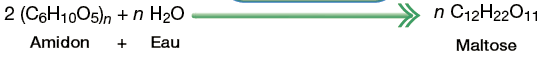 2 (C₆H₁₀O₅)ₙ + n H₂O n C₁₂H₂₂O₁₁
Amidon + Eau Maltose